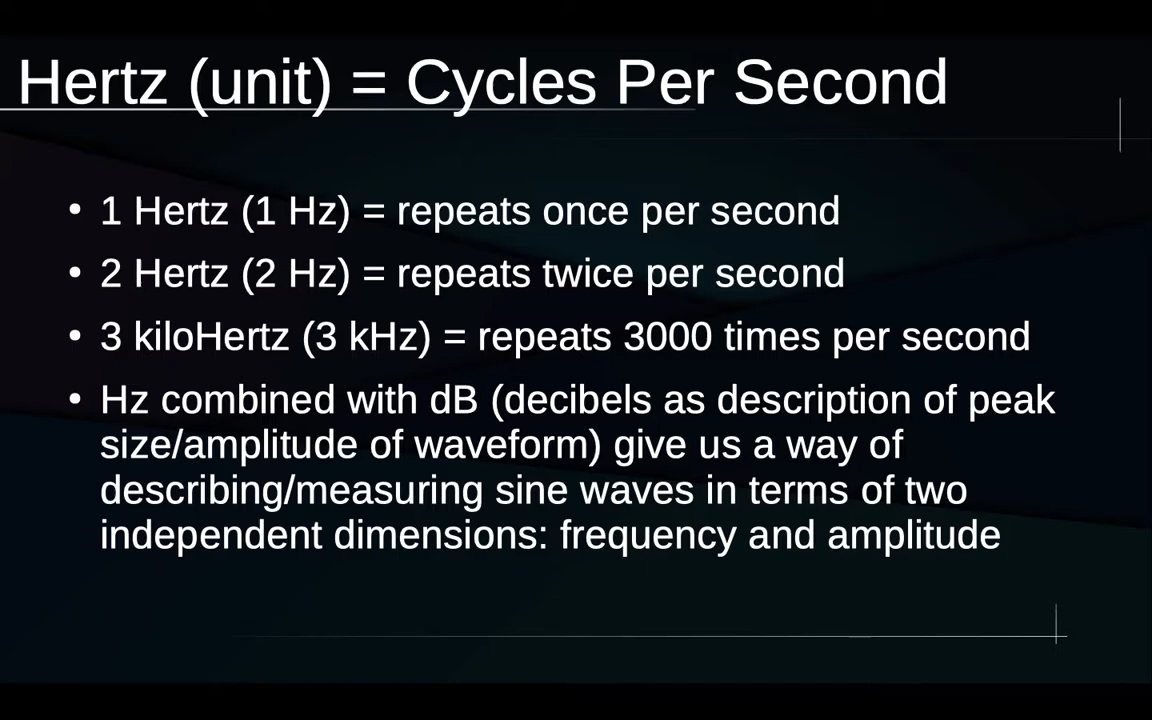 Hertz (unit) = Cycles Per Second
• 1 Hertz (1 Hz) = repeats once per second
• 2 Hertz (2 Hz) = repeats twice per second
• 3 kiloHertz (3 kHz) = repeats 3000 times per second
• Hz combined with dB (decibels as description of peak
size/amplitude of waveform) give us a way of
describing/measuring sine waves in terms of two
independent dimensions: frequency and amplitude